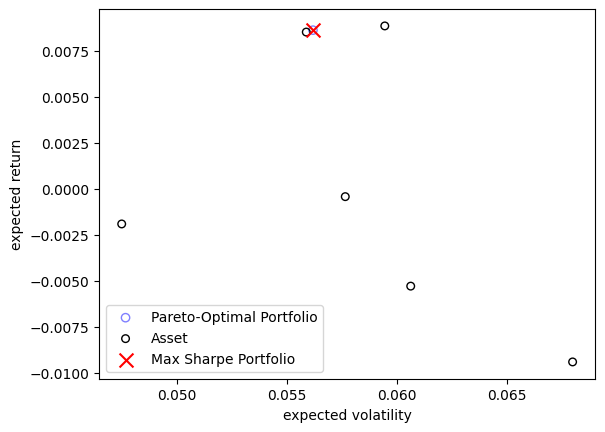 0.0075
0.0050
0.0025
0.0000
−0.0025
−0.0050
−0.0075
−0.0100
expected return
Pareto-Optimal Portfolio
Asset
Max Sharpe Portfolio
0.050 0.055 0.060 0.065
expected volatility